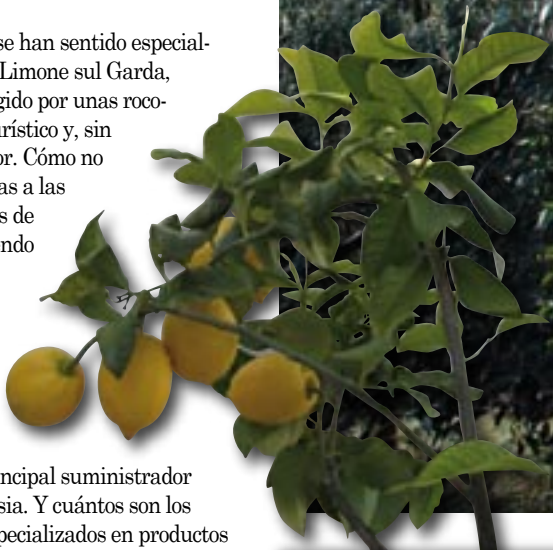 se han sentido especial-
Limone sul Garda,
gido por unas roco-
urístico y, sin
or. Cómo no
as a las
s de
ndo
ncipal suministrador
sia. Y cuántos son los
pecializados en productos